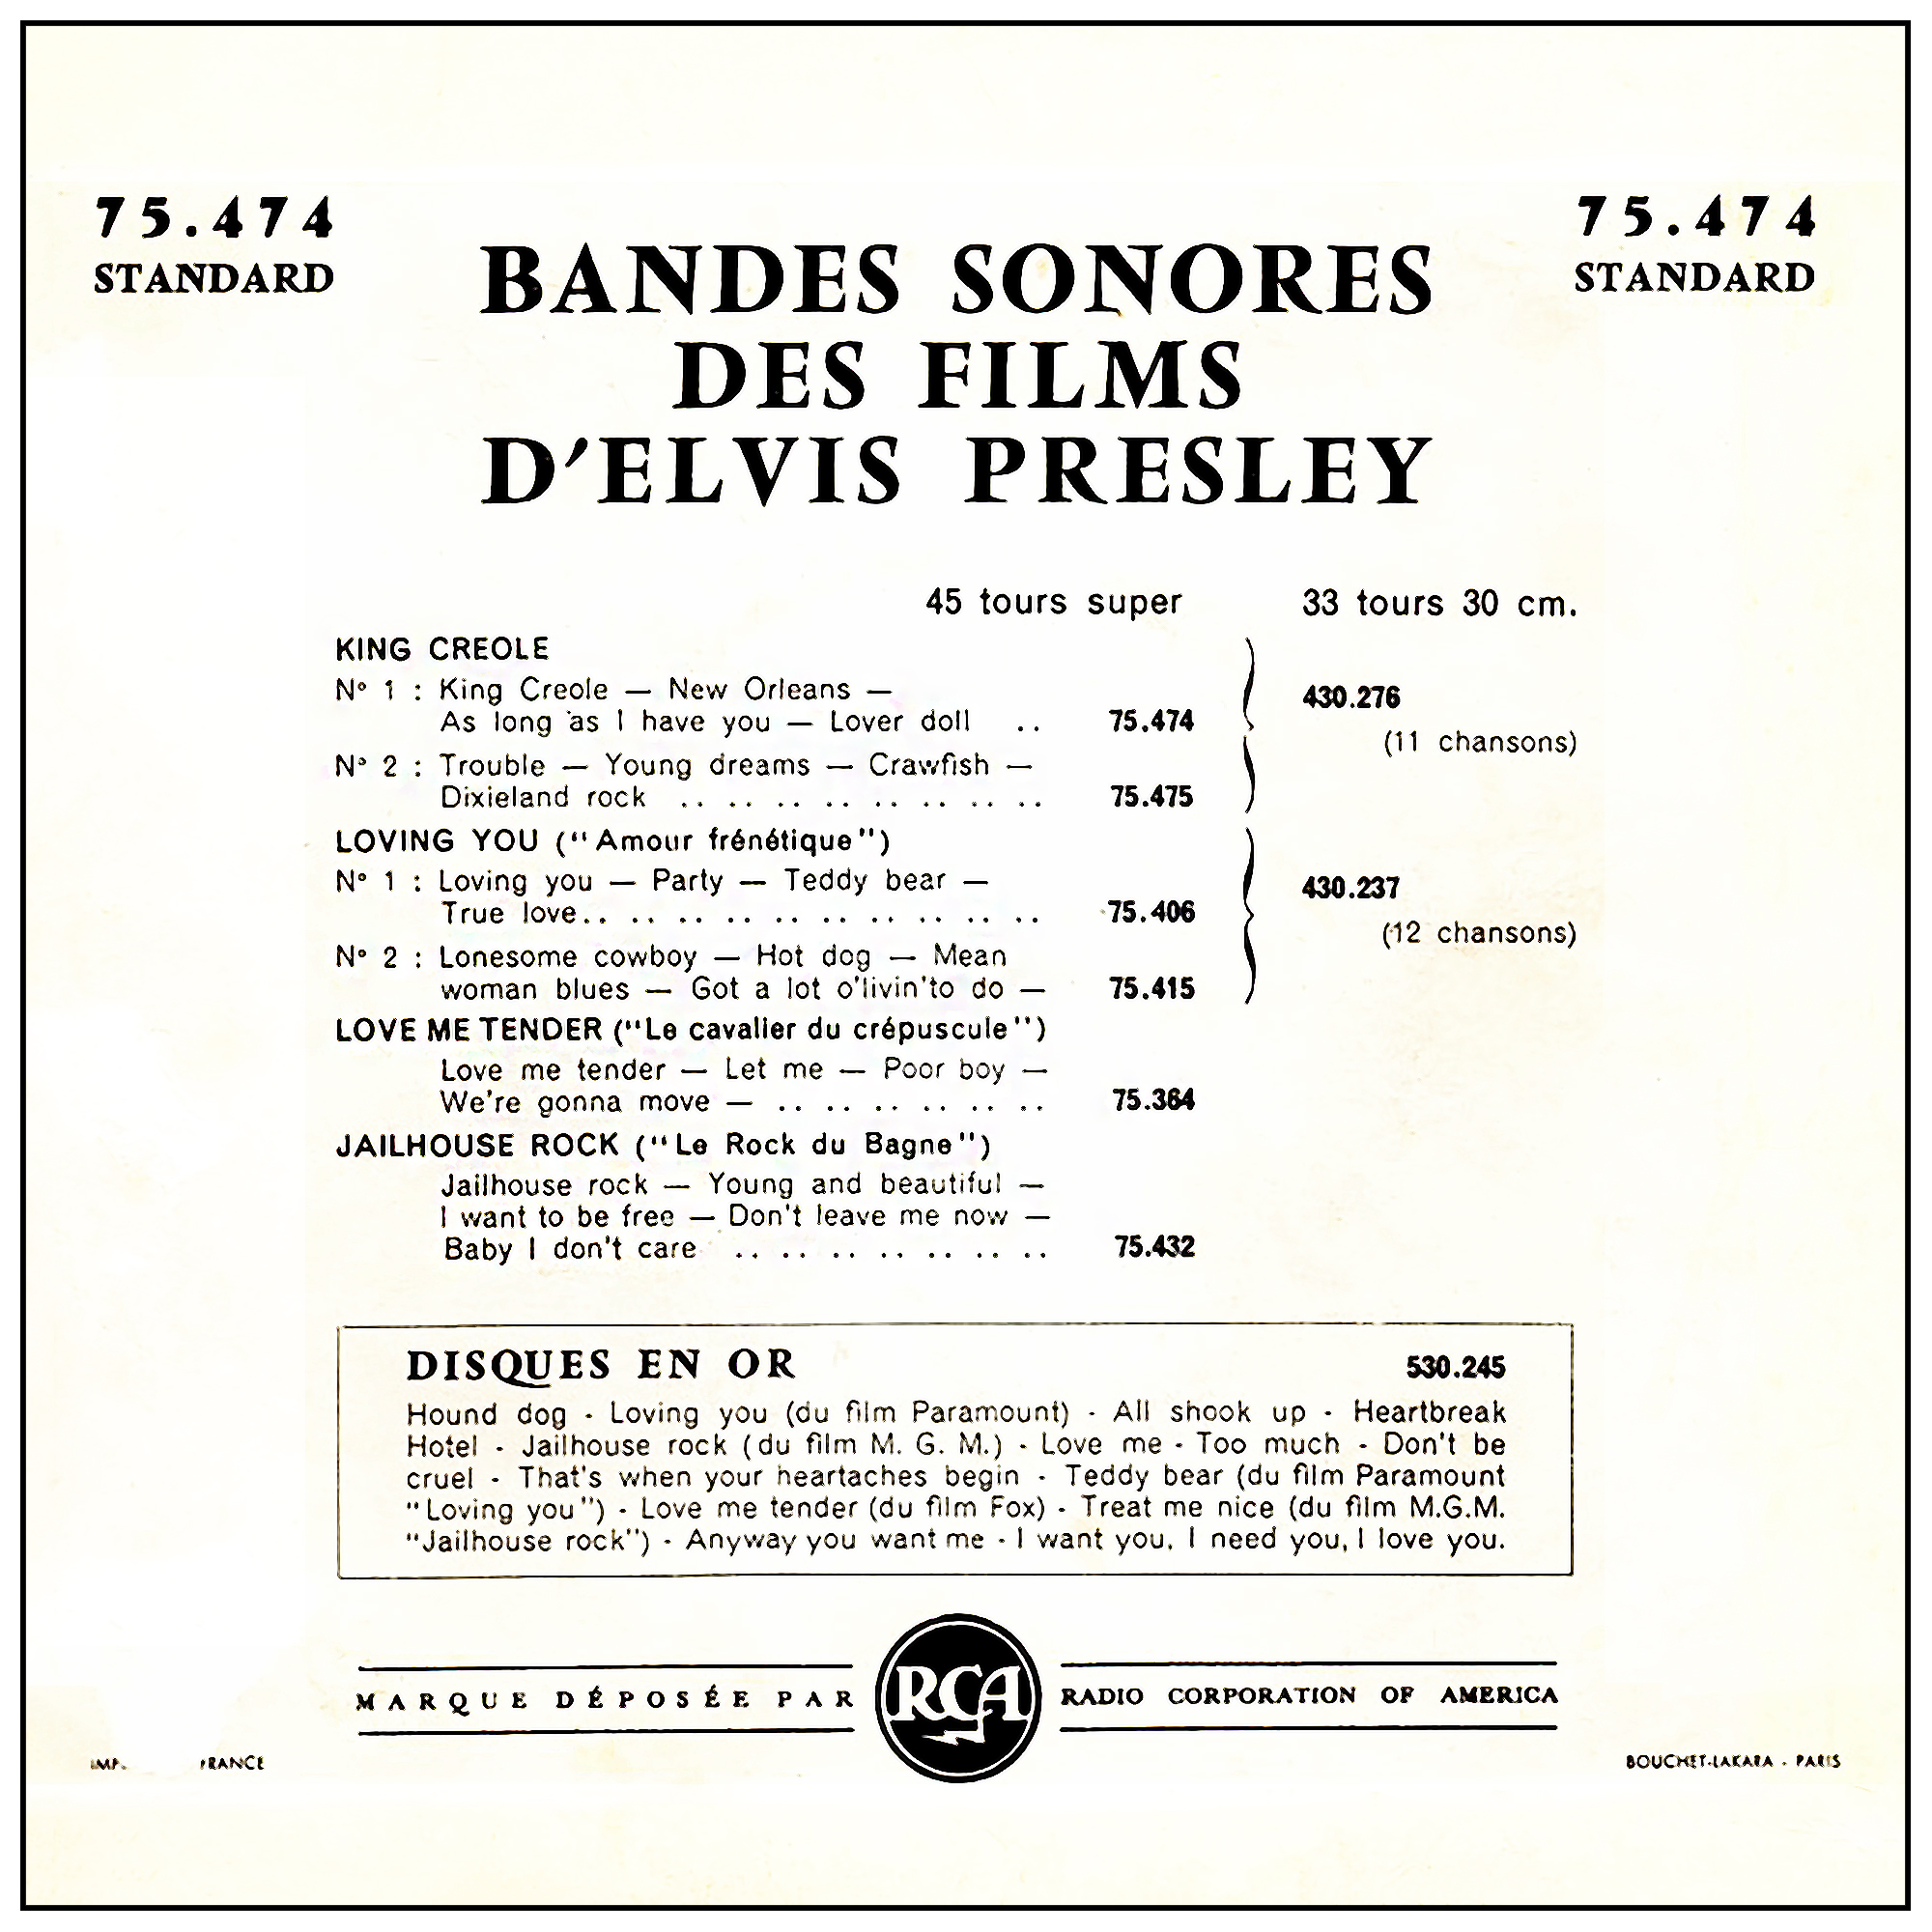 75.474
STANDARD
75.474
STANDARD
BANDES SONORES
DES FILMS
D'ELVIS PRESLEY
45 tours super 33 tours 30 cm.
KING CREOLE
N° 1 : King Creole — New Orleans —
As long as I have you — Lover doll .. 75.474
430.276
(11 chansons)
N° 2 : Trouble — Young dreams — Crawfish —
Dixieland rock .. .. .. .. .. .. .. .. 75.475
LOVING YOU ("Amour frénétique")
N° 1 : Loving you — Party — Teddy bear —
True love.. .. .. .. .. .. .. .. .. .. 75.406
430.237
(12 chansons)
N° 2 : Lonesome cowboy — Hot dog — Mean
woman blues — Got a lot o'livin'to do — 75.415
LOVE ME TENDER ("Le cavalier du crépuscule")
Love me tender — Let me — Poor boy —
We're gonna move — .. .. .. .. .. .. 75.364
JAILHOUSE ROCK ("Le Rock du Bagne")
Jailhouse rock — Young and beautiful —
I want to be free — Don't leave me now —
Baby I don't care .. .. .. .. .. .. .. 75.432
DISQUES EN OR 530.245
Hound dog - Loving you (du film Paramount) - All shook up - Heartbreak
Hotel - Jailhouse rock (du film M. G. M.) - Love me - Too much - Don't be
cruel - That's when your heartaches begin - Teddy bear (du film Paramount
"Loving you") - Love me tender (du film Fox) - Treat me nice (du film M.G.M.
"Jailhouse rock") - Anyway you want me - I want you, I need you, I love you.
MARQUE DÉPOSÉE PAR RCA RADIO CORPORATION OF AMERICA
IMP. FRANCE
BOUCHET-LAKARA - PARIS